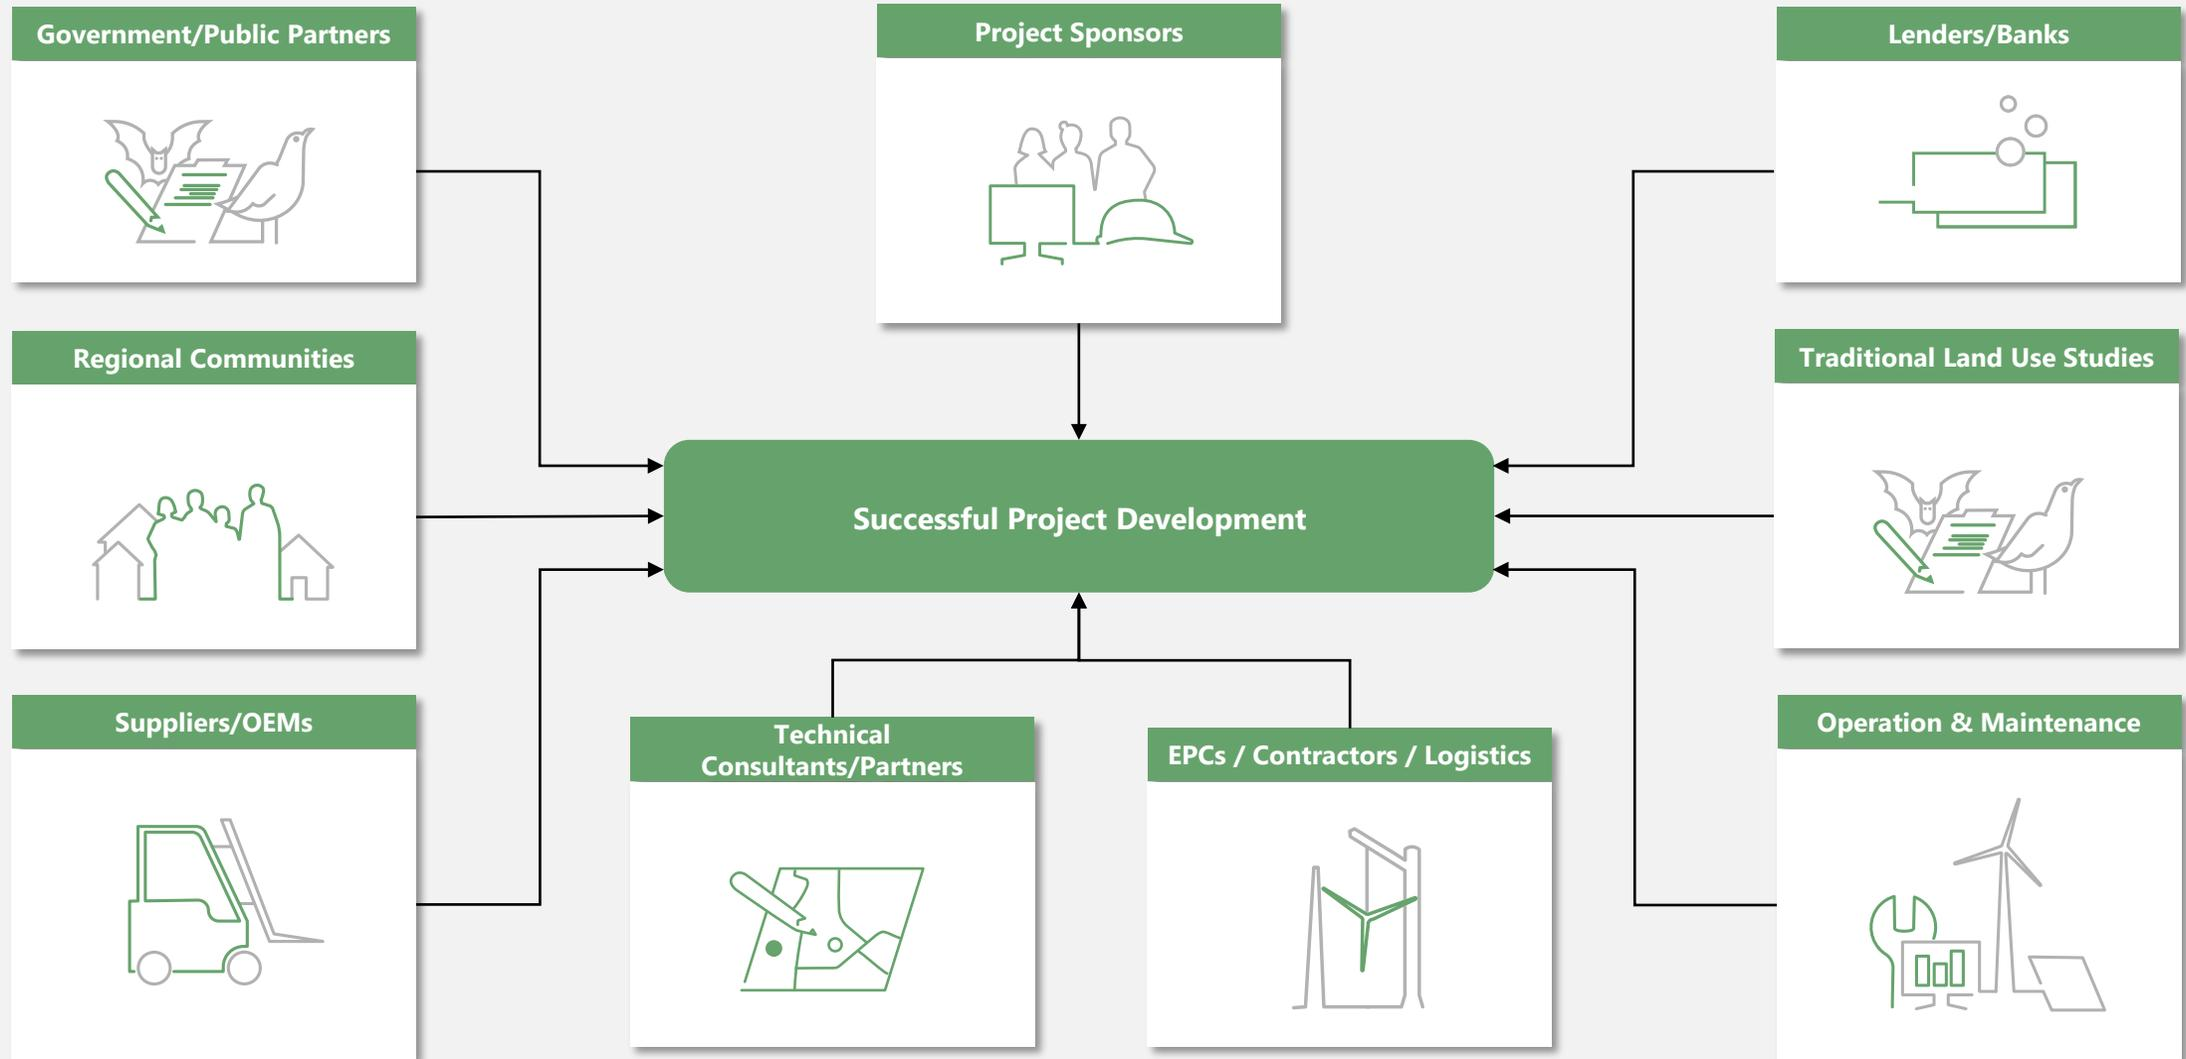 Government/Public Partners
Project Sponsors
Lenders/Banks
Regional Communities
Traditional Land Use Studies
Successful Project Development
Suppliers/OEMs
Technical
Consultants/Partners
EPCs / Contractors / Logistics
Operation & Maintenance